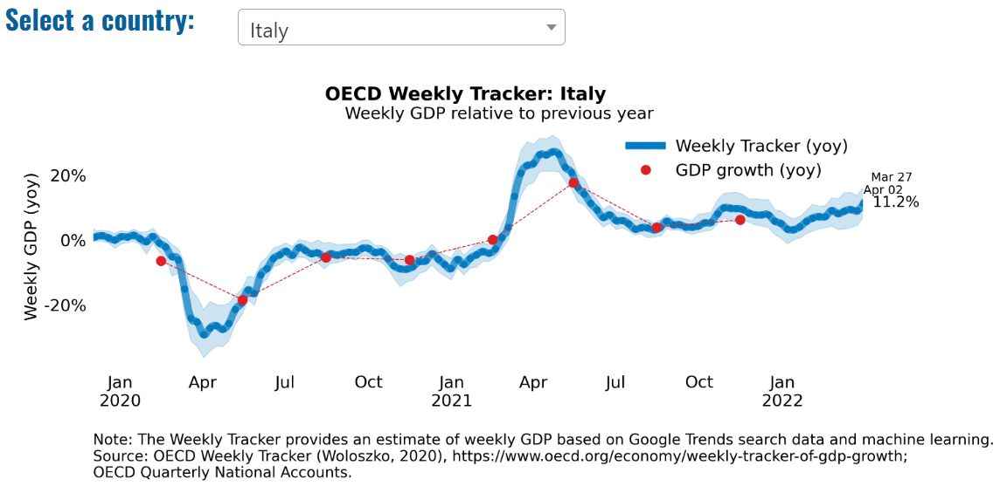 Select a country:
Italy
OECD Weekly Tracker: Italy
Weekly GDP relative to previous year
Weekly Tracker (yoy)
GDP growth (yoy)
Mar 27
Apr 02
11.2%
Weekly GDP (yoy)
20%
0%
-20%
Jan Apr Jul Oct Jan Apr Jul Oct Jan
2020 2021 2022
Note: The Weekly Tracker provides an estimate of weekly GDP based on Google Trends search data and machine learning.
Source: OECD Weekly Tracker (Woloszko, 2020), https://www.oecd.org/economy/weekly-tracker-of-gdp-growth;
OECD Quarterly National Accounts.